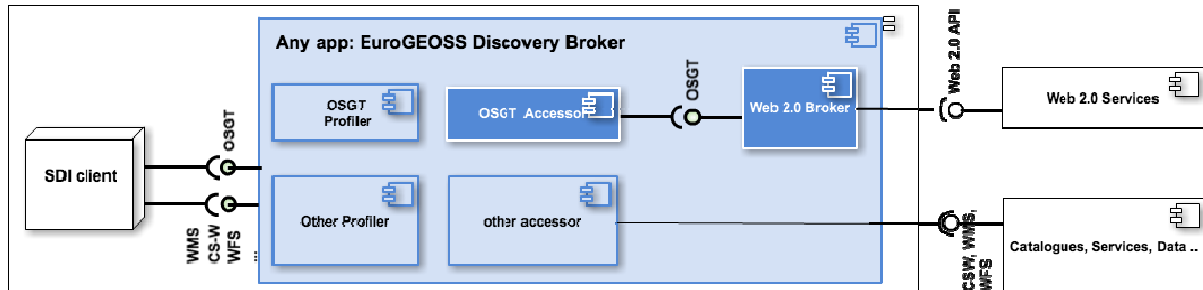 Any app: EuroGEOSS Discovery Broker
OSGT
Profiler
OSGT .Accessor
OSGT
Web 2.0 Broker
Web 2.0 API
Web 2.0 Services
SDI client
OSGT
WMS
CS-W
WFS
...
Other Profiler
other accessor
CSW, WMS,
WFS
Catalogues, Services, Data ..